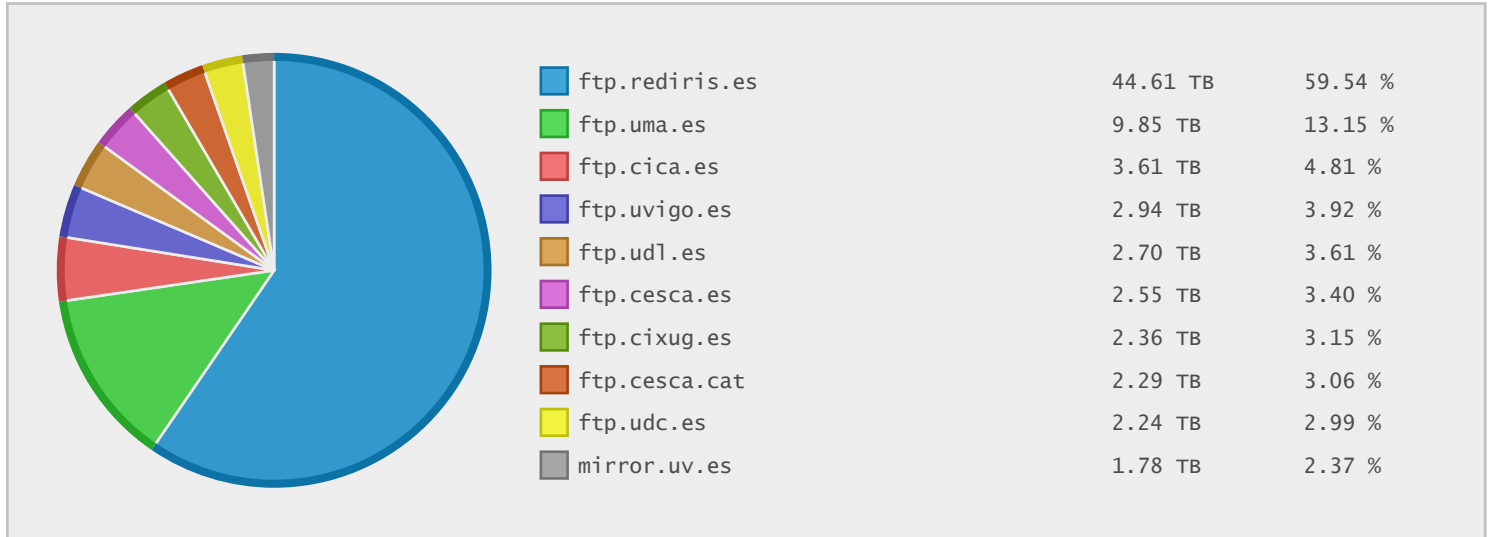 ftp.rediris.es 44.61 TB 59.54 %
ftp.uma.es 9.85 TB 13.15 %
ftp.cica.es 3.61 TB 4.81 %
ftp.uvigo.es 2.94 TB 3.92 %
ftp.udl.es 2.70 TB 3.61 %
ftp.cesca.es 2.55 TB 3.40 %
ftp.cixug.es 2.36 TB 3.15 %
ftp.cesca.cat 2.29 TB 3.06 %
ftp.udc.es 2.24 TB 2.99 %
mirror.uv.es 1.78 TB 2.37 %